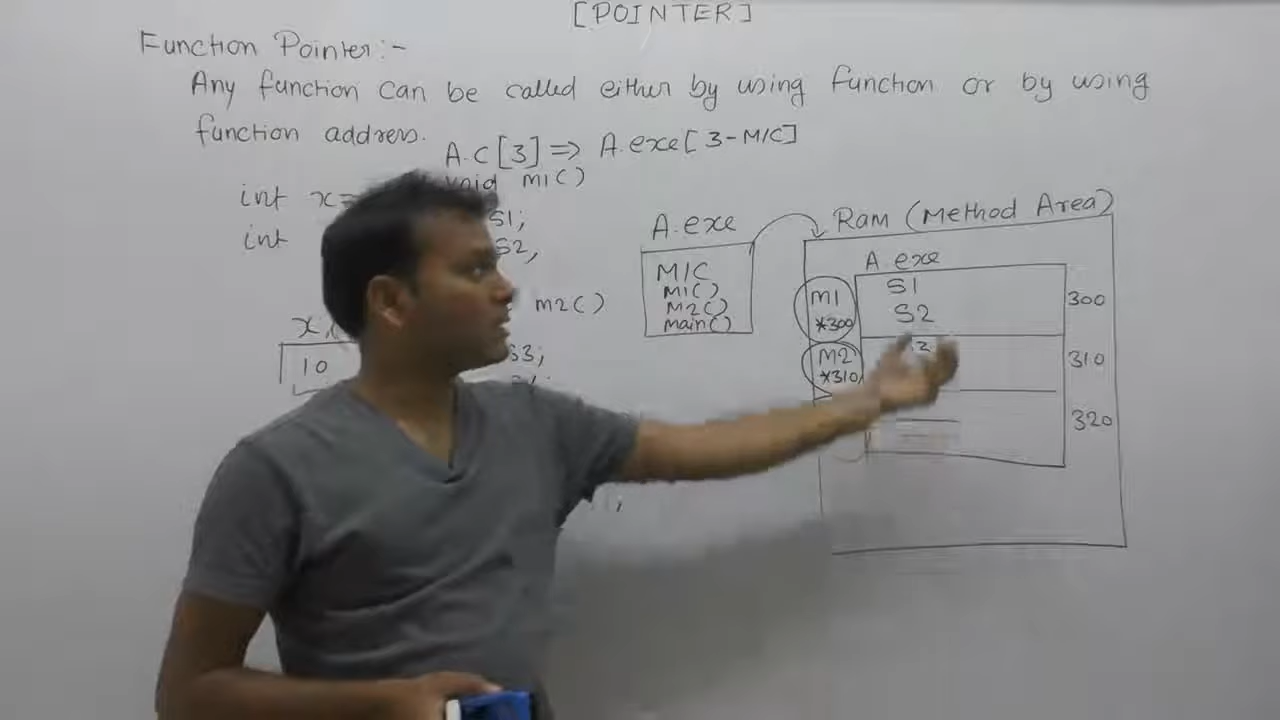 [POINTER]
Function Pointer:-
Any function can be called either by using function or by using
function address.
A.C[3] => A.exe[3-M/C]
int x=
void m1()
S1;
int
S2,
m2()
10
S3;
A.exe
M/C
M1()
M2()
main()
Ram (Method Area)
A exe
m1
*300
S1
S2
300
M2
*310
310
320